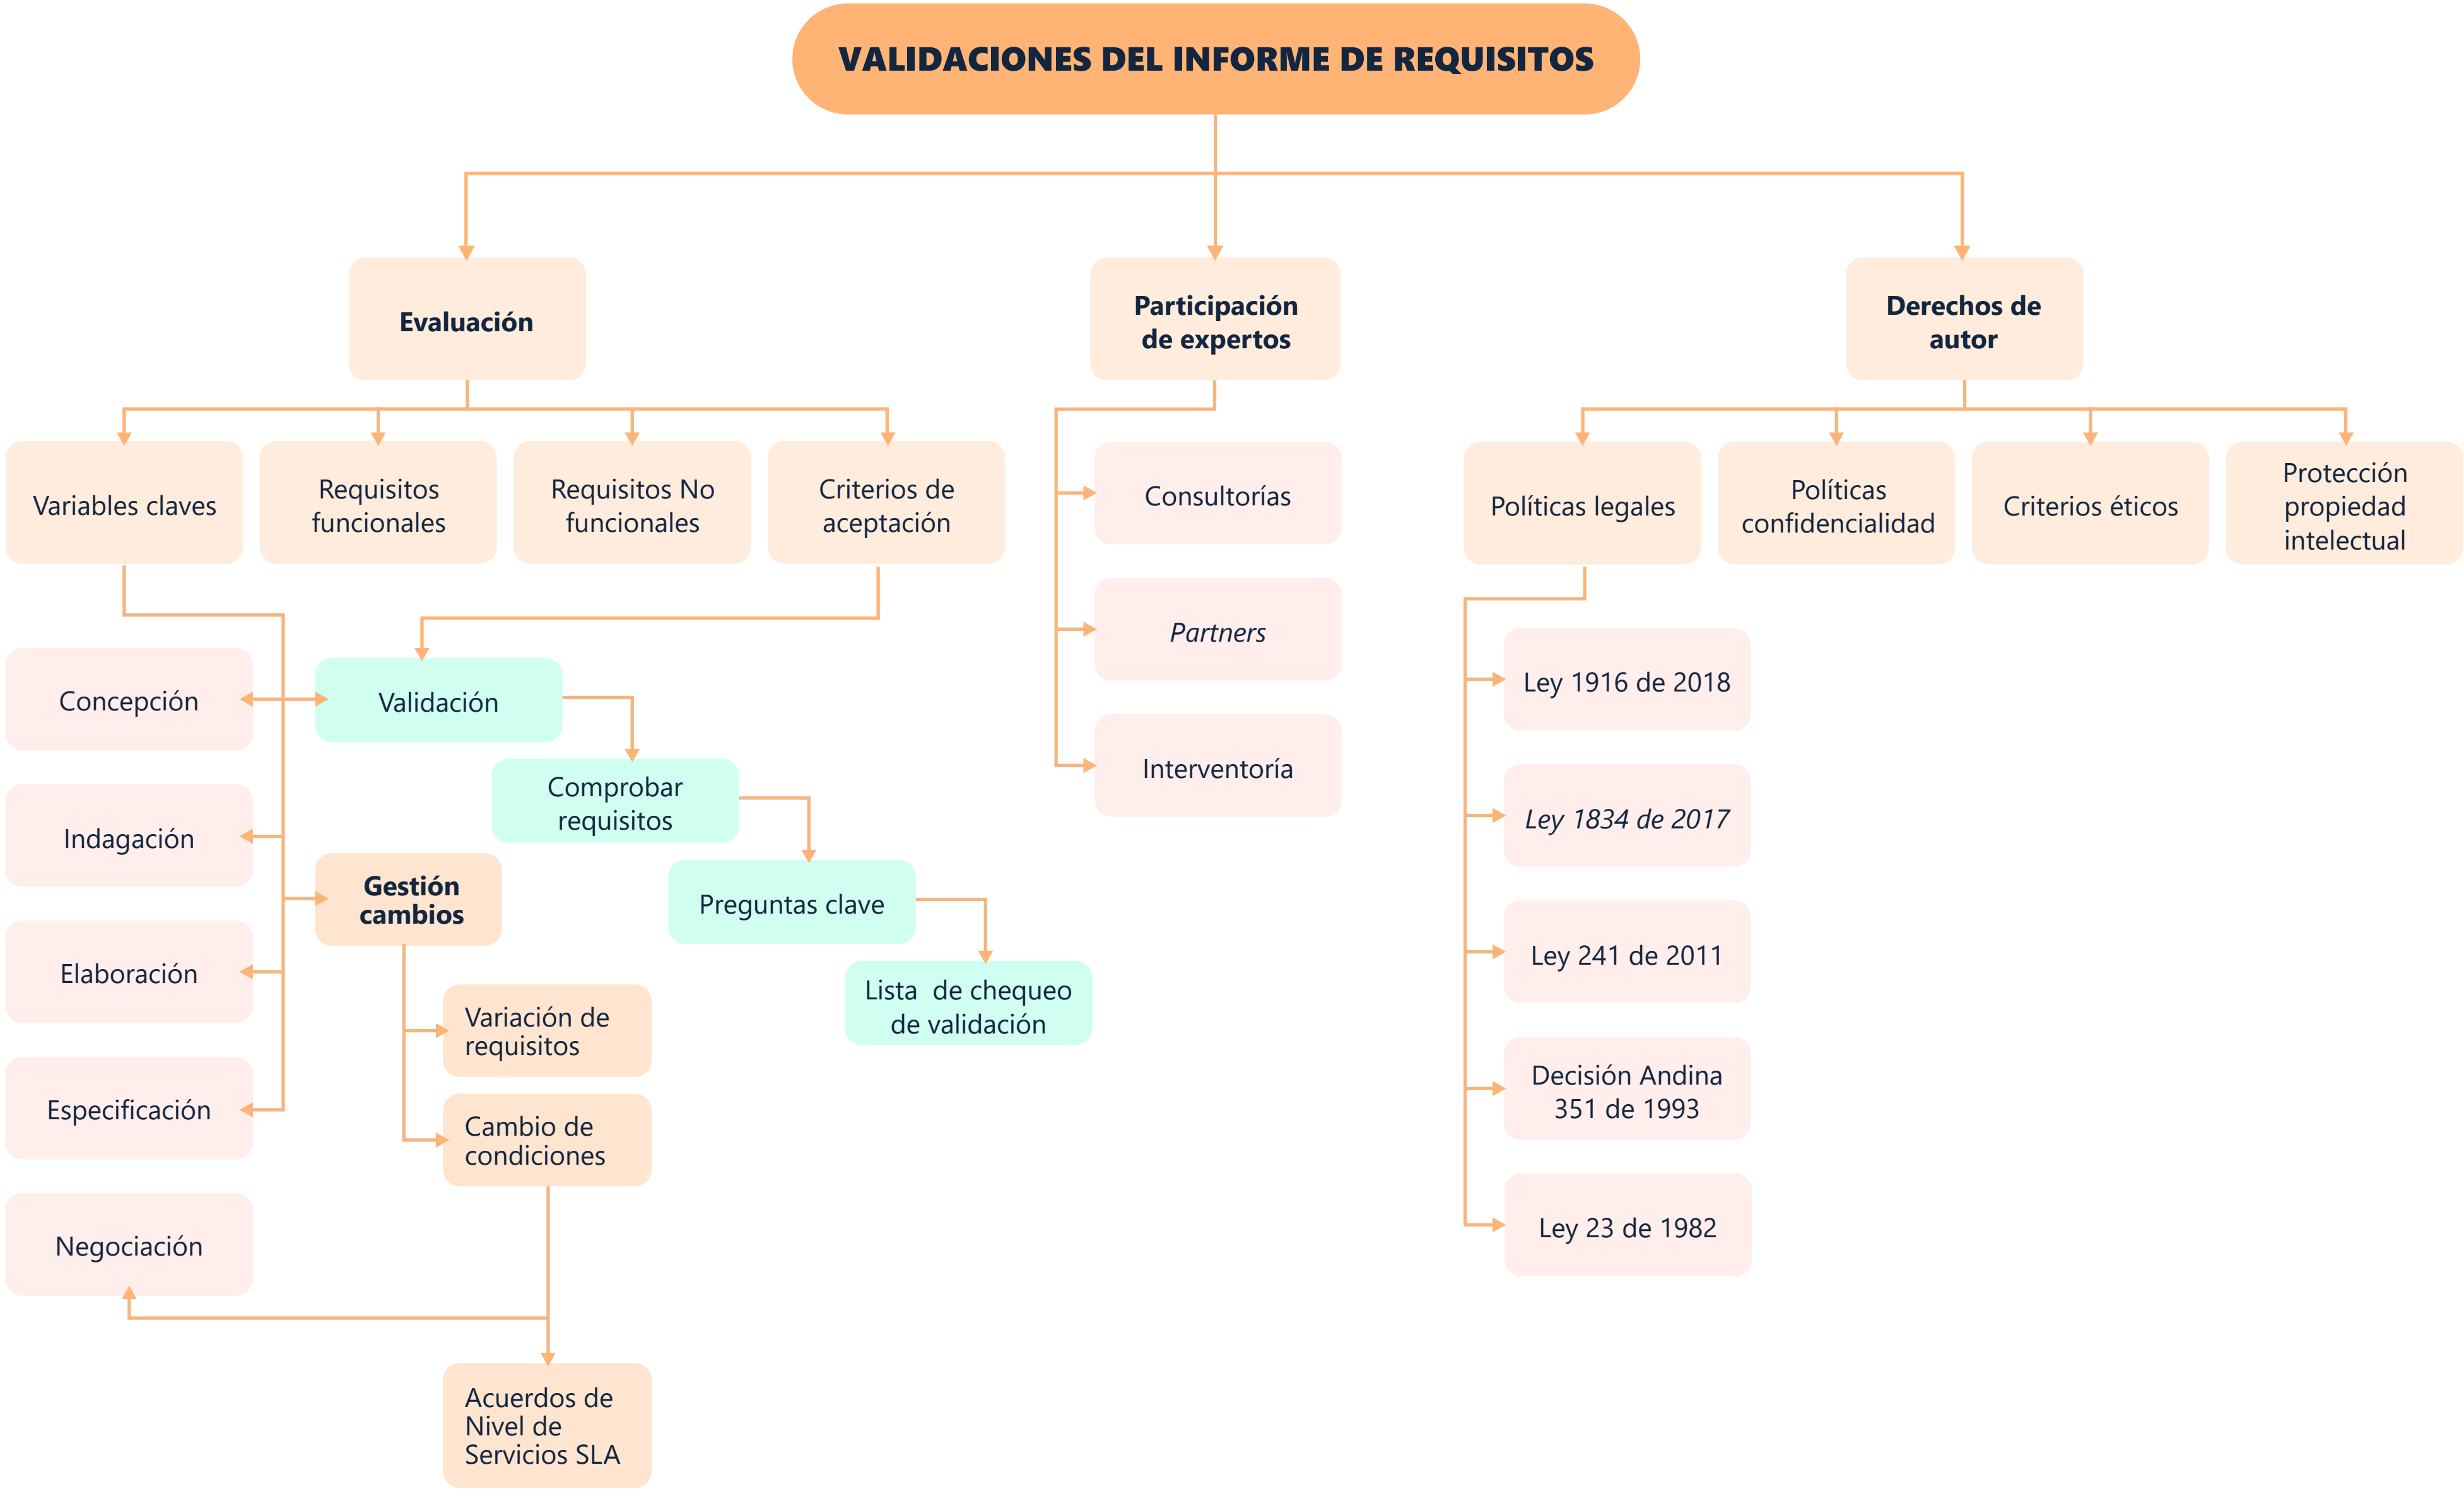 VALIDACIONES DEL INFORME DE REQUISITOS
Evaluación
Participación
de expertos
Derechos de
autor
Variables claves
Requisitos
funcionales
Requisitos No
funcionales
Criterios de
aceptación
Consultorías
Partners
Interventoría
Políticas legales
Políticas
confidencialidad
Criterios éticos
Protección
propiedad
intelectual
Concepción
Indagación
Elaboración
Especificación
Negociación
Validación
Comprobar
requisitos
Preguntas clave
Lista  de chequeo
de validación
Gestión
cambios
Variación de
requisitos
Cambio de
condiciones
Acuerdos de
Nivel de
Servicios SLA
Ley 1916 de 2018
Ley 1834 de 2017
Ley 241 de 2011
Decisión Andina
351 de 1993
Ley 23 de 1982